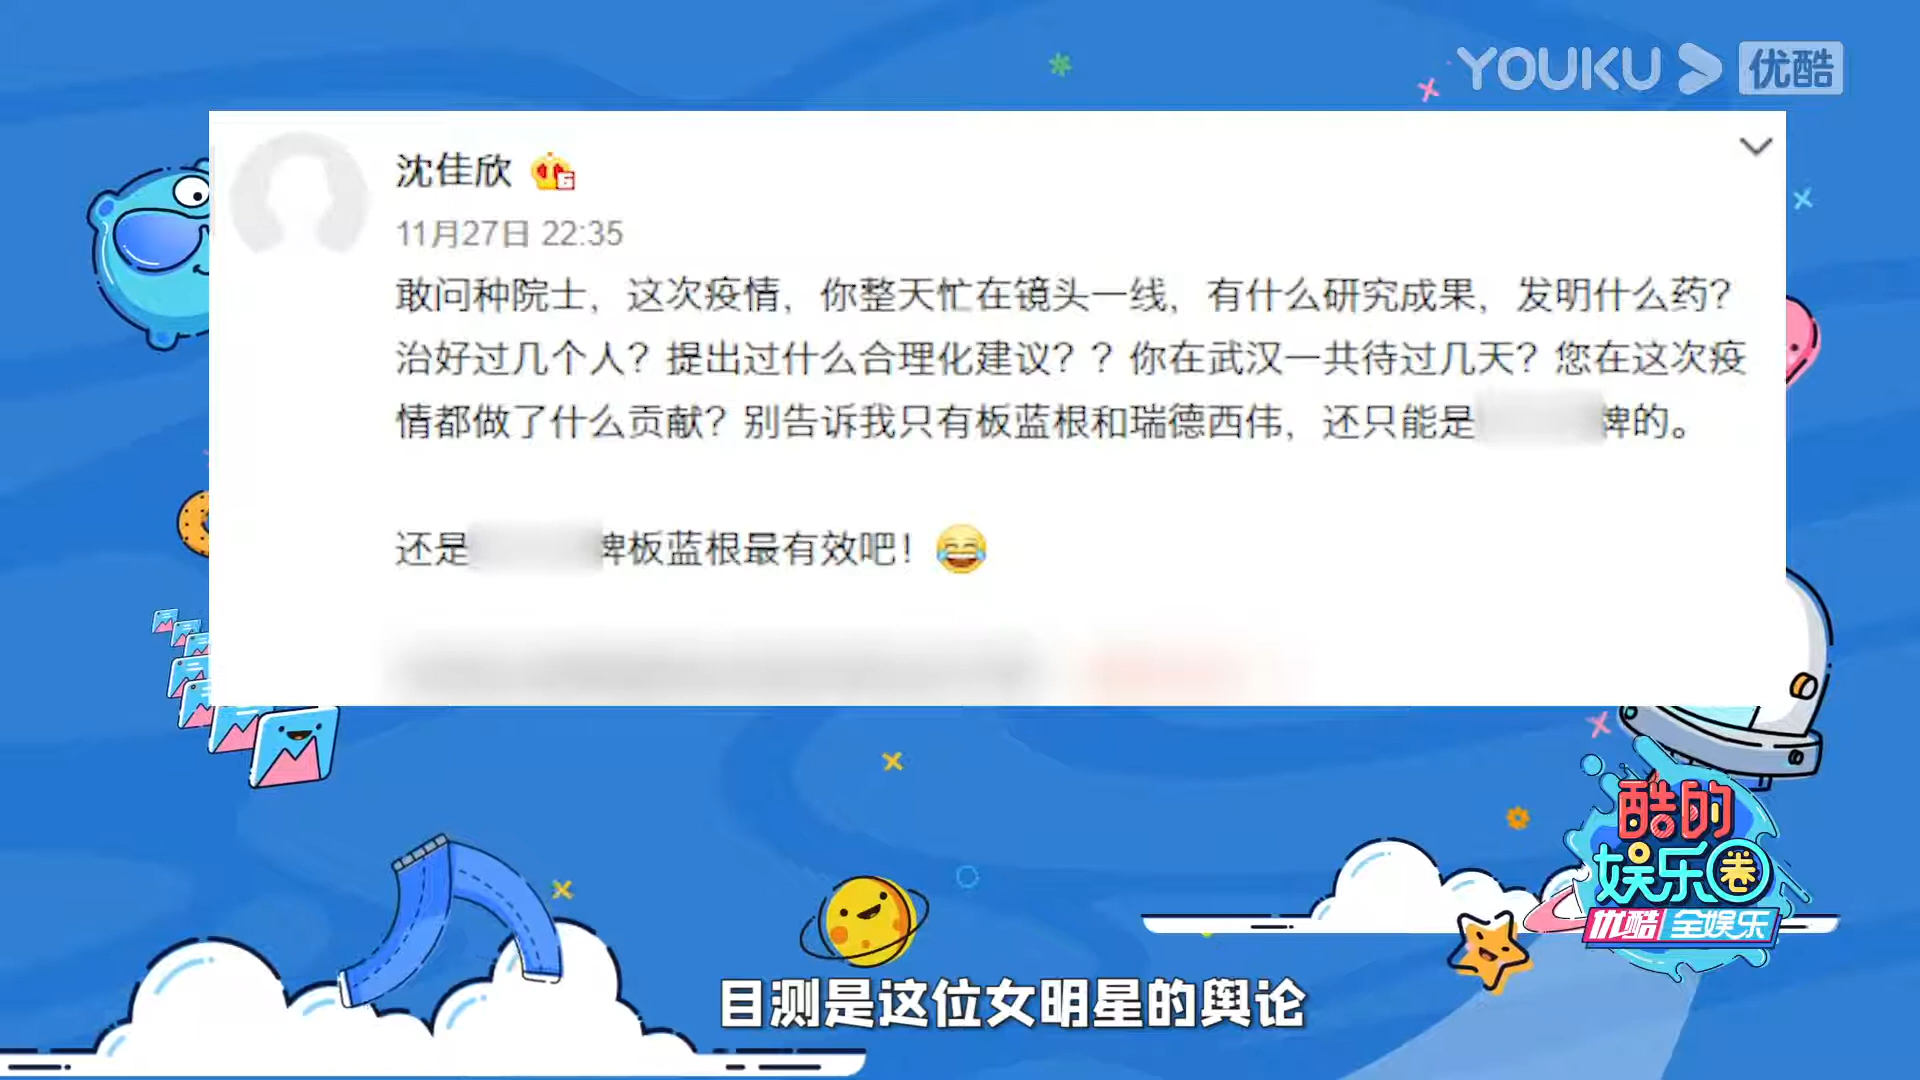 YOUKU 优酷
沈佳欣
6
11月27日 22:35
敢问种院士，这次疫情，你整天忙在镜头一线，有什么研究成果，发明什么药？
治好过几个人？提出过什么合理化建议？？你在武汉一共待过几天？您在这次疫
情都做了什么贡献？别告诉我只有板蓝根和瑞德西伟，还只能是牌的。
还是牌板蓝根最有效吧！
酷的
娱乐圈
优酷 全娱乐
目测是这位女明星的舆论